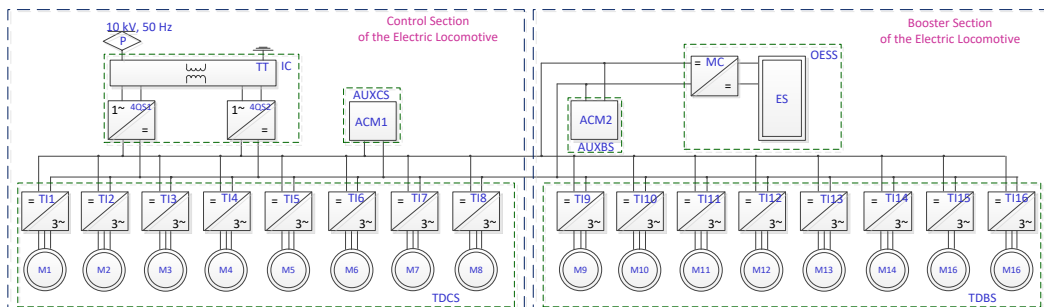 10 kV, 50 Hz
P
Control Section
of the Electric Locomotive
Booster Section
of the Electric Locomotive
TT
IC
1~
4QS1
=
1~
4QS2
=
AUXCS
ACM1
=
MC
=
ES
OESS
ACM2
AUXBS
=
TI1
3~
=
TI2
3~
=
TI3
3~
=
TI4
3~
=
TI5
3~
=
TI6
3~
=
TI7
3~
=
TI8
3~
=
TI9
3~
=
TI10
3~
=
TI11
3~
=
TI12
3~
=
TI13
3~
=
TI14
3~
=
TI15
3~
=
TI16
3~
M1
M2
M3
M4
M5
M6
M7
M8
M9
M10
M11
M12
M13
M14
M16
M16
TDCS
TDBS